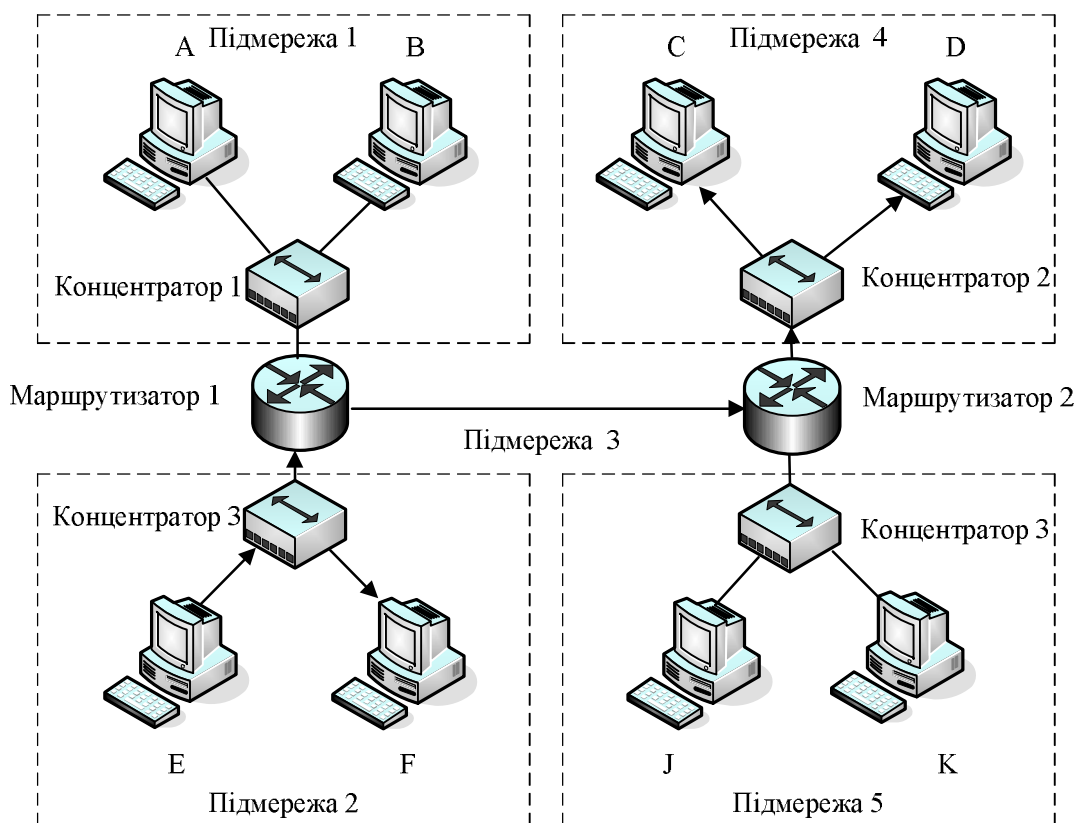 A
Підмережа 1
B
C
Підмережа 4
D
Концентратор 1
Концентратор 2
Маршрутизатор 1
Маршрутизатор 2
Підмережа 3
Концентратор 3
Концентратор 3
E
F
J
K
Підмережа 2
Підмережа 5